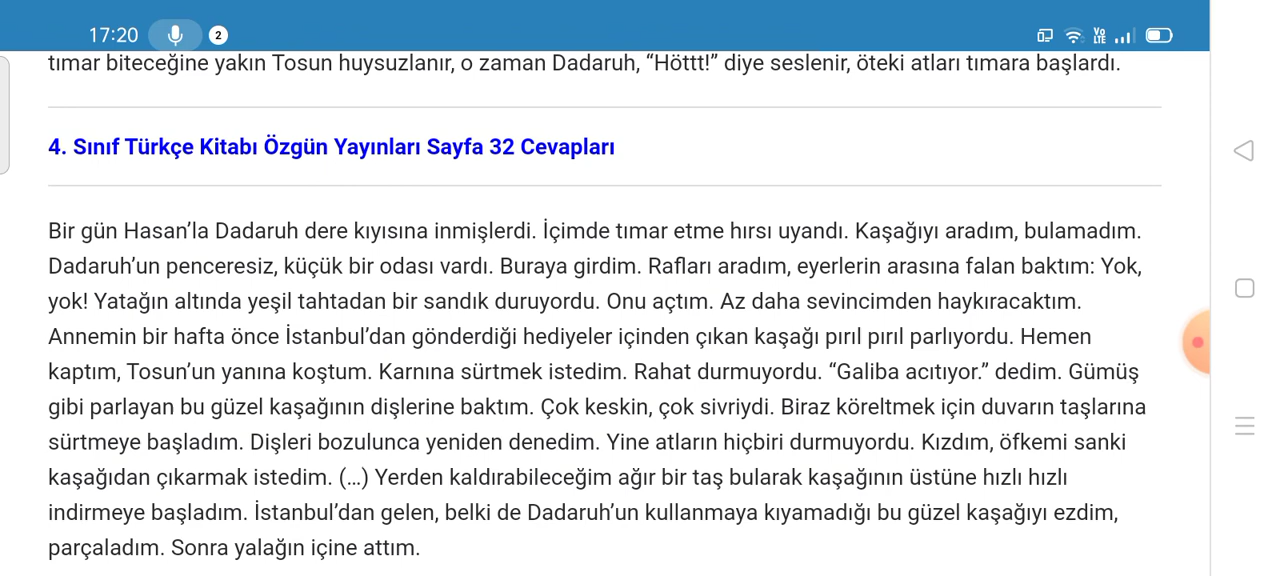 17:20
2
Vo
LTE
tımar biteceğine yakın Tosun huysuzlanır, o zaman Dadaruh, “Höttt!” diye seslenir, öteki atları tımara başlardı.
4. Sınıf Türkçe Kitabı Özgün Yayınları Sayfa 32 Cevapları
Bir gün Hasan’la Dadaruh dere kıyısına inmişlerdi. İçimde tımar etme hırsı uyandı. Kaşağıyı aradım, bulamadım.
Dadaruh’un penceresiz, küçük bir odası vardı. Buraya girdim. Rafları aradım, eyerlerin arasına falan baktım: Yok,
yok! Yatağın altında yeşil tahtadan bir sandık duruyordu. Onu açtım. Az daha sevincimden haykıracaktım.
Annemin bir hafta önce İstanbul’dan gönderdiği hediyeler içinden çıkan kaşağı pırıl pırıl parlıyordu. Hemen
kaptım, Tosun’un yanına koştum. Karnına sürtmek istedim. Rahat durmuyordu. “Galiba acıtıyor.” dedim. Gümüş
gibi parlayan bu güzel kaşağının dişlerine baktım. Çok keskin, çok sivriydi. Biraz köreltmek için duvarın taşlarına
sürtmeye başladım. Dişleri bozulunca yeniden denedim. Yine atların hiçbiri durmuyordu. Kızdım, öfkemi sanki
kaşağıdan çıkarmak istedim. (…) Yerden kaldırabileceğim ağır bir taş bularak kaşağının üstüne hızlı hızlı
indirmeye başladım. İstanbul’dan gelen, belki de Dadaruh’un kullanmaya kıyamadığı bu güzel kaşağıyı ezdim,
parçaladım. Sonra yalağın içine attım.